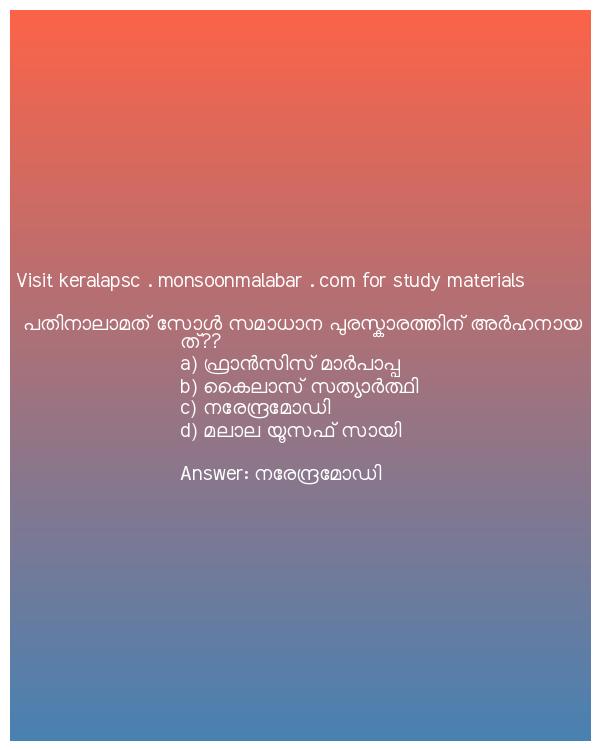 Visit keralapsc . monsoonmalabar . com for study materials
പതിനാലാമത് സോൾ സമാധാന പുരസ്കാരത്തിന് അർഹനായ
ത്??
a) ഫ്രാൻസിസ് മാർപാപ്പ
b) കൈലാസ് സത്യാർത്ഥി
c) നരേന്ദ്രമോഡി
d) മലാല യൂസഫ് സായി
Answer: നരേന്ദ്രമോഡി